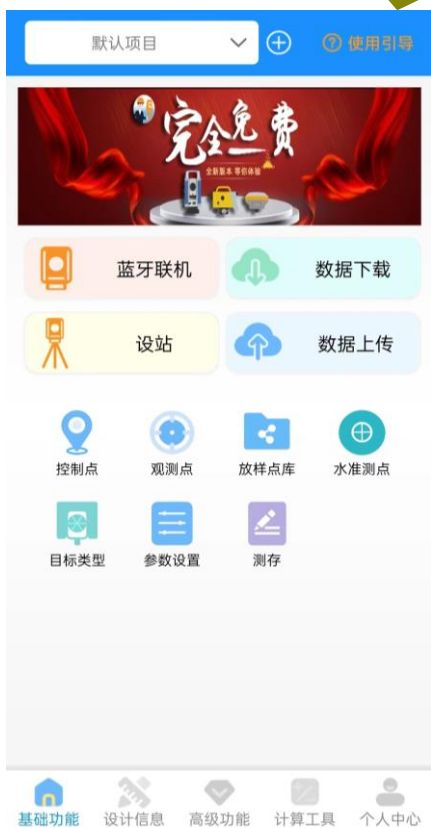 默认项目
使用引导
完全免费
全新版本 等你体验
蓝牙联机
数据下载
设站
数据上传
控制点
观测点
放样点库
水准测点
目标类型
参数设置
测存
基础功能
设计信息
高级功能
计算工具
个人中心